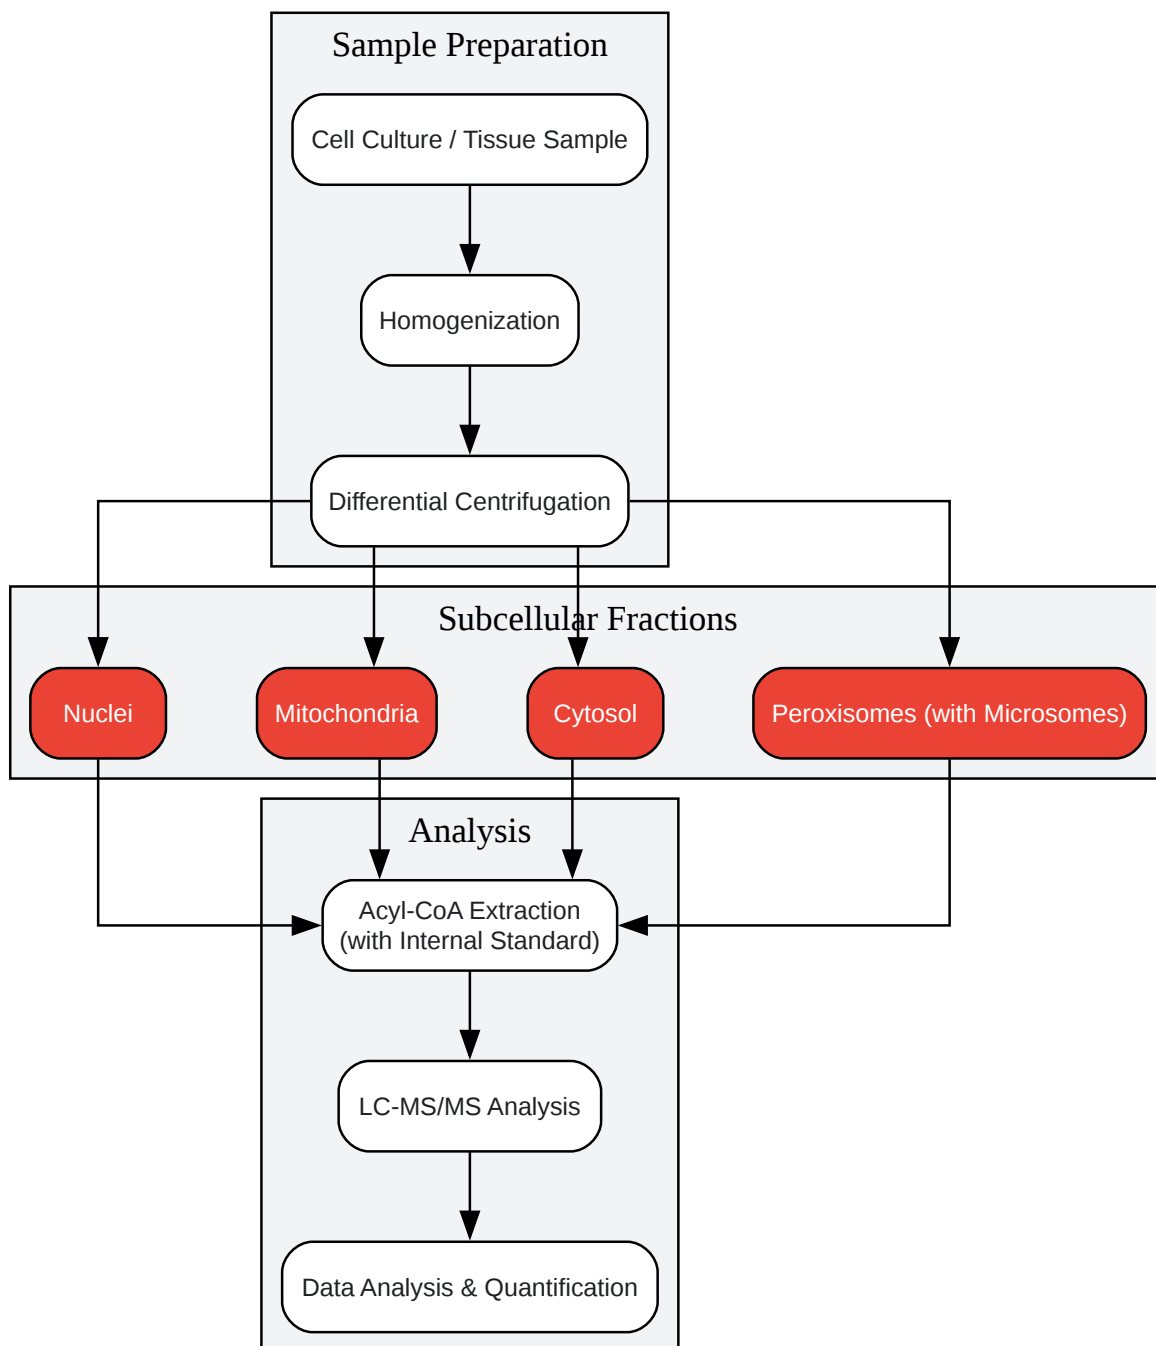 Sample Preparation
Cell Culture / Tissue Sample
Homogenization
Differential Centrifugation
Subcellular Fractions
Nuclei
Mitochondria
Cytosol
Peroxisomes (with Microsomes)
Analysis
Acyl-CoA Extraction
(with Internal Standard)
LC-MS/MS Analysis
Data Analysis & Quantification